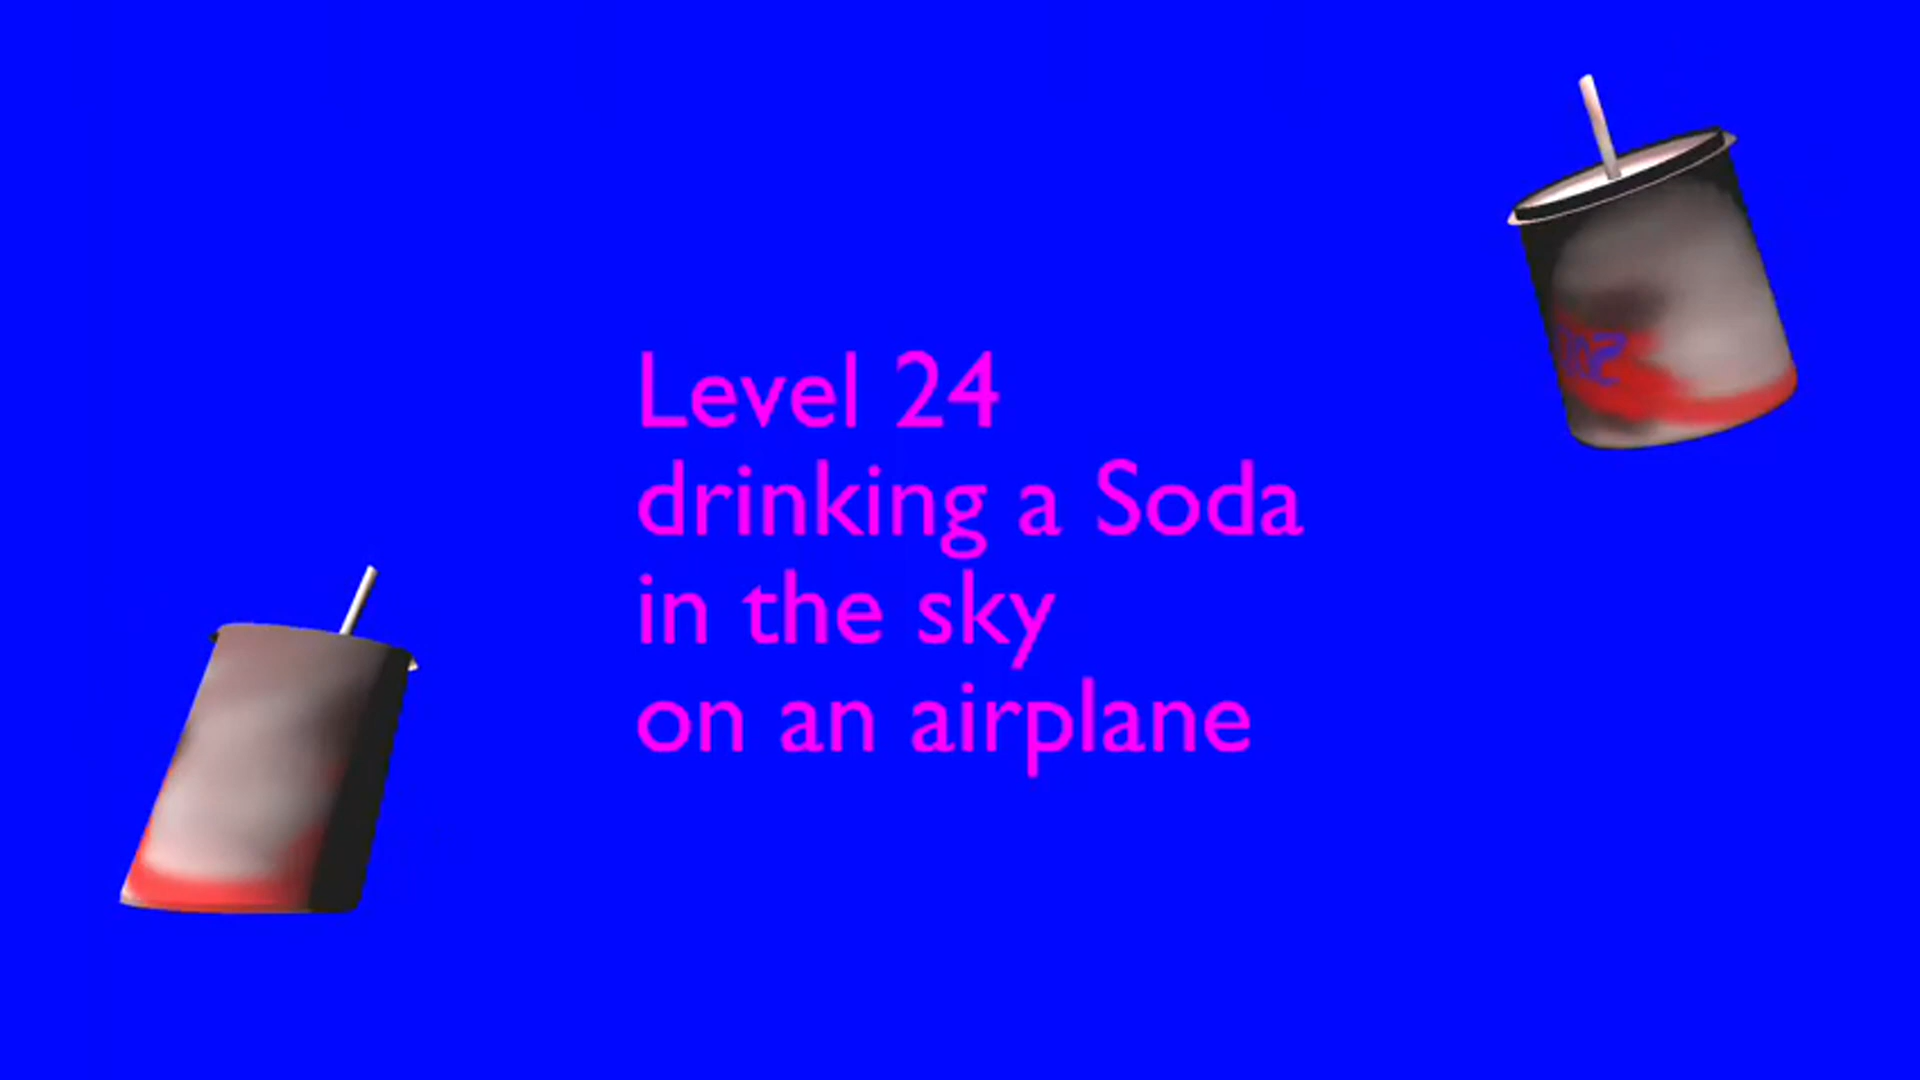 Level 24
drinking a Soda
in the sky
on an airplane